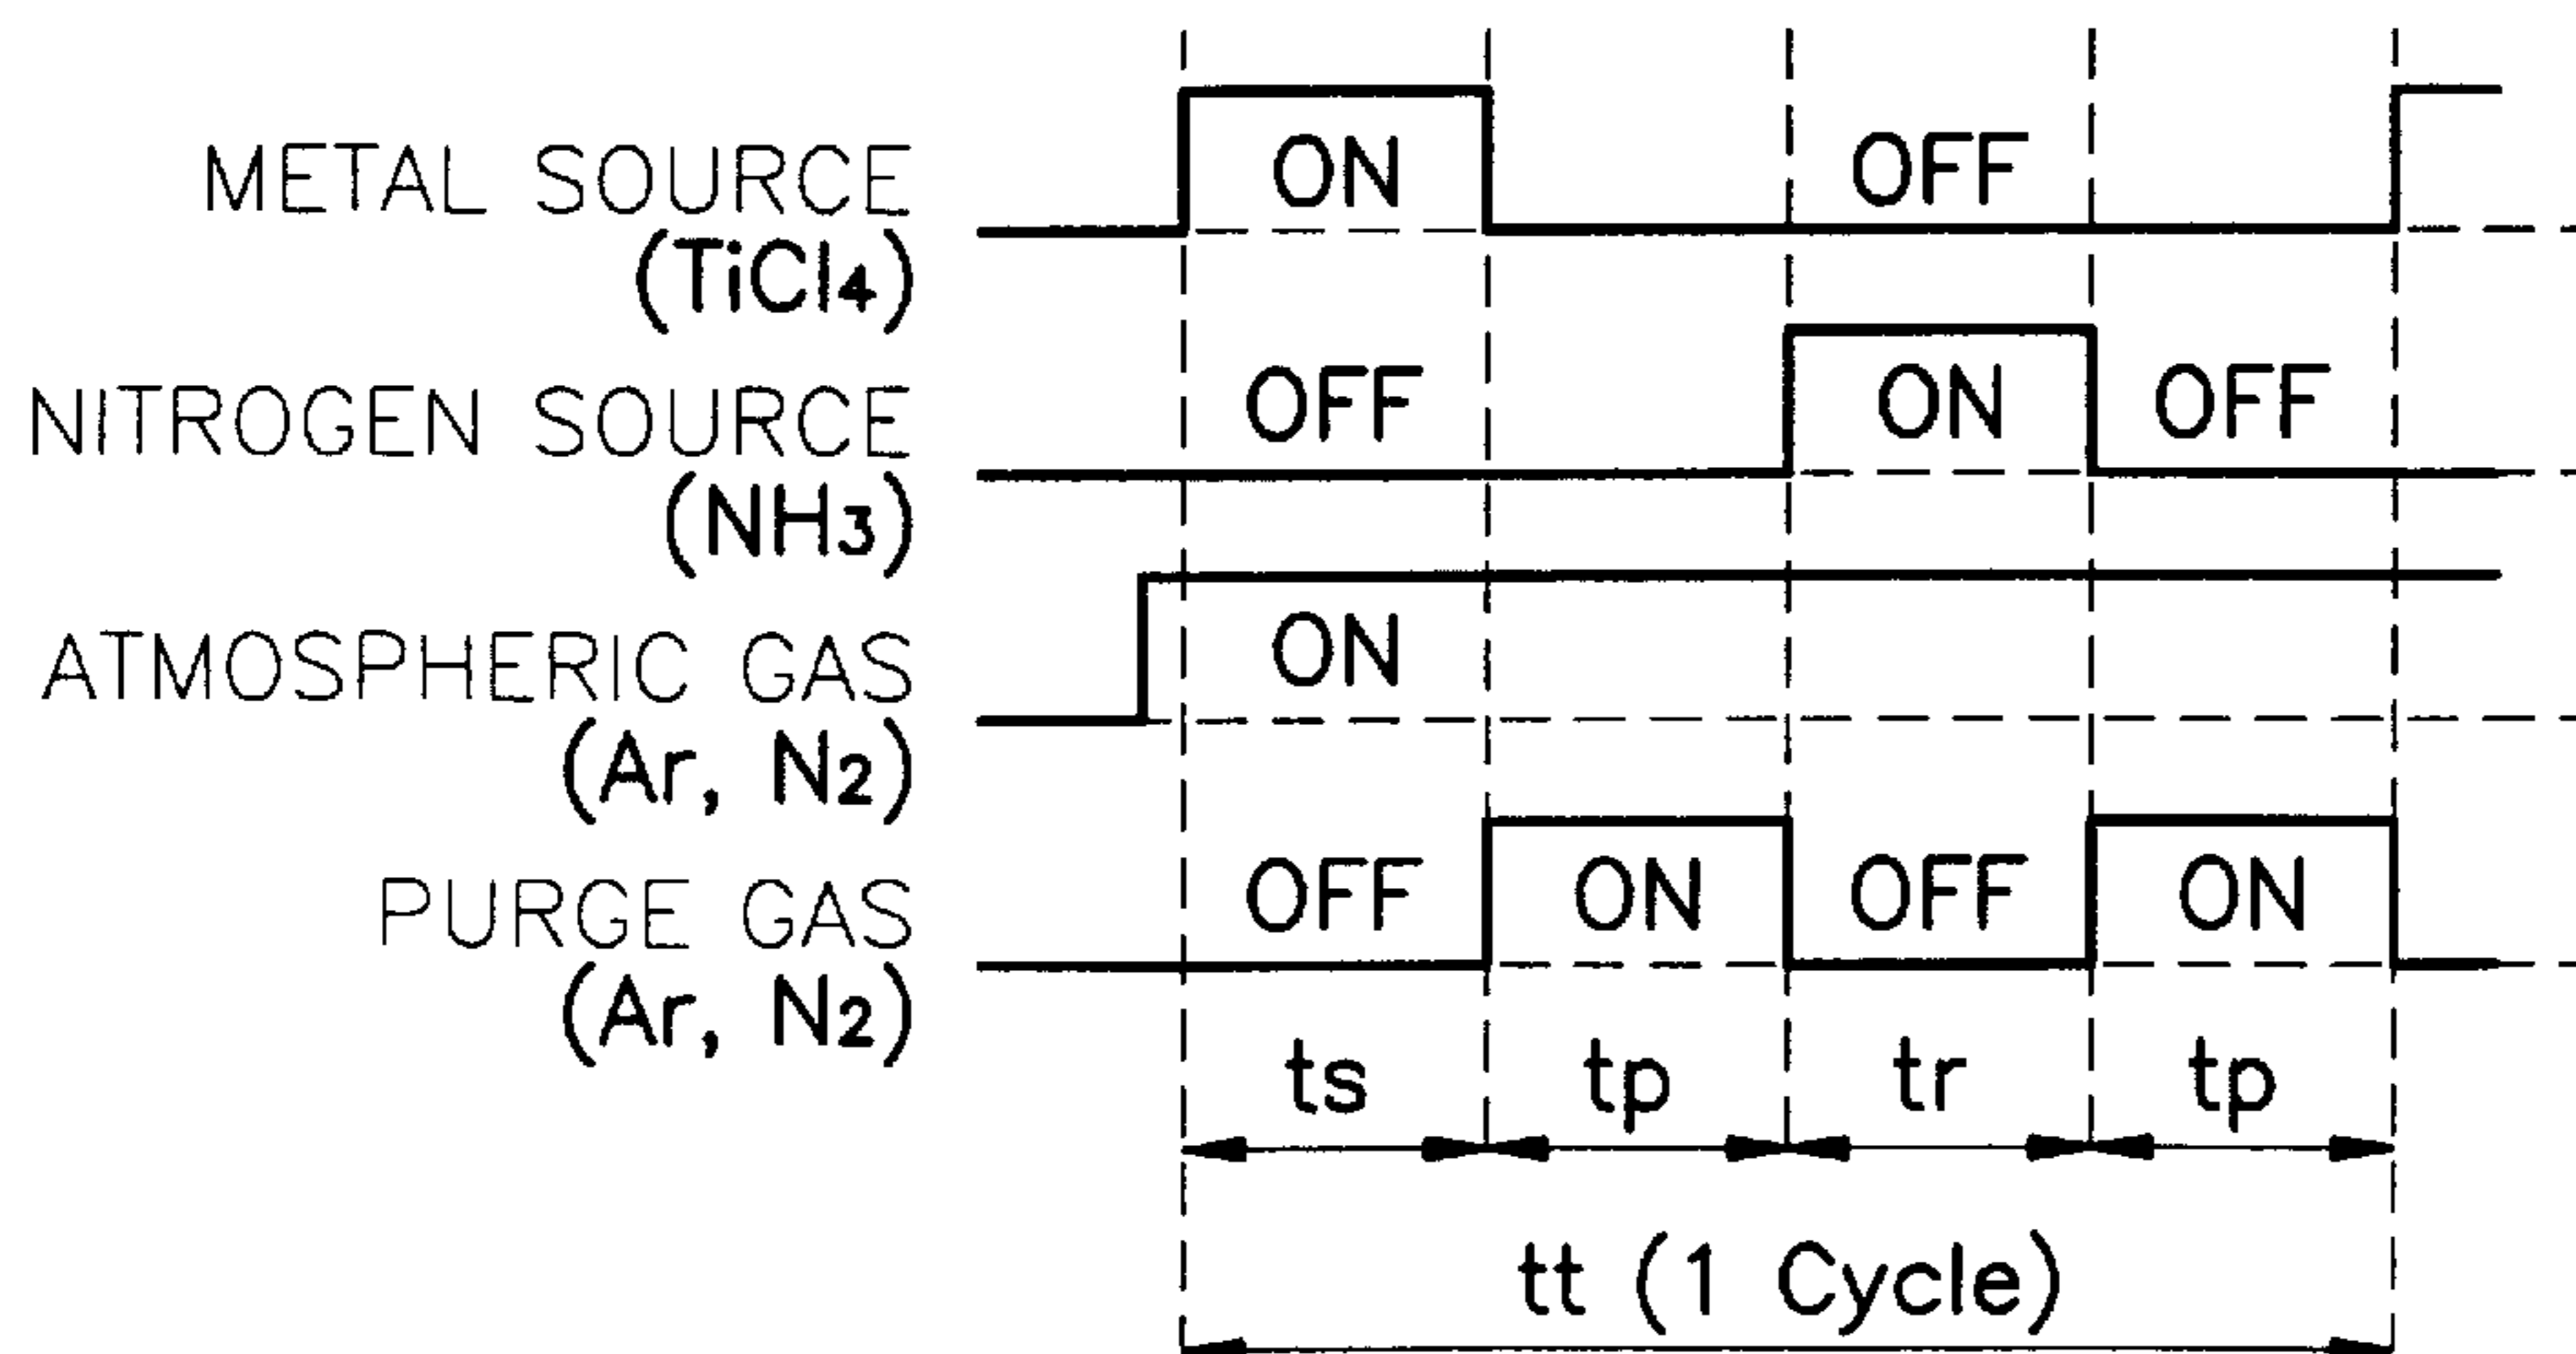 METAL SOURCE ON OFF
(TiCl4)
NITROGEN SOURCE OFF ON OFF
(NH3)
ATMOSPHERIC GAS ON
(Ar, N2)
PURGE GAS OFF ON OFF ON
(Ar, N2)
ts tp tr tp
tt (1 Cycle)